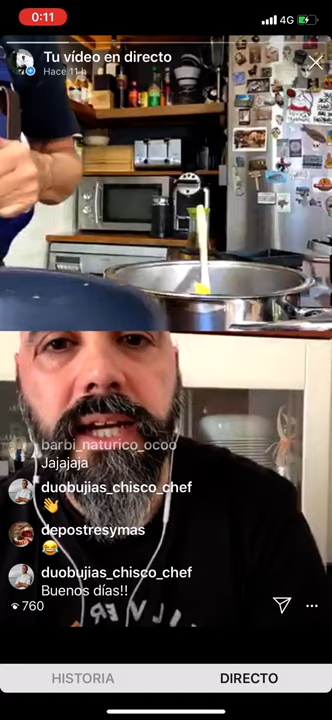 0:11
4G
Tu vídeo en directo
Hace 11 h
barbi_naturico_ocoo
Jajajaja
duobujias_chisco_chef
👋
depostresymas
😂
duobujias_chisco_chef
Buenos días!!
760
HISTORIA
DIRECTO